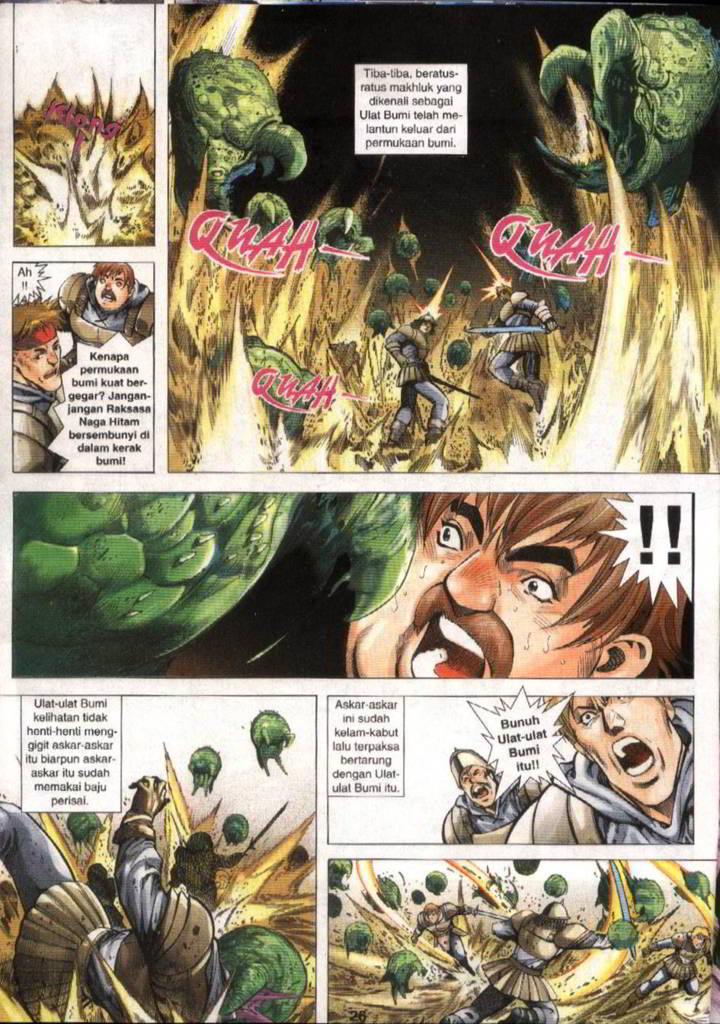 Klong
!
Tiba-tiba, beratus-
ratus makhluk yang
dikenali sebagai
Ulat Bumi telah me-
lantun keluar dari
permukaan bumi.
QUAH
QUAH
QUAH
Ah
!!
Kenapa
permukaan
bumi kuat ber-
gegar? Jangan-
jangan Raksasa
Naga Hitam
bersembunyi di
dalam kerak
bumi!
!!
Ulat-ulat Bumi
kelihatan tidak
henti-henti meng-
gigit askar-askar
itu biarpun askar-
askar itu sudah
memakai baju
perisai.
Askar-askar
ini sudah
kelam-kabut
lalu terpaksa
bertarung
dengan Ulat-
ulat Bumi itu.
Bunuh
Ulat-ulat
Bumi
itu!!
26